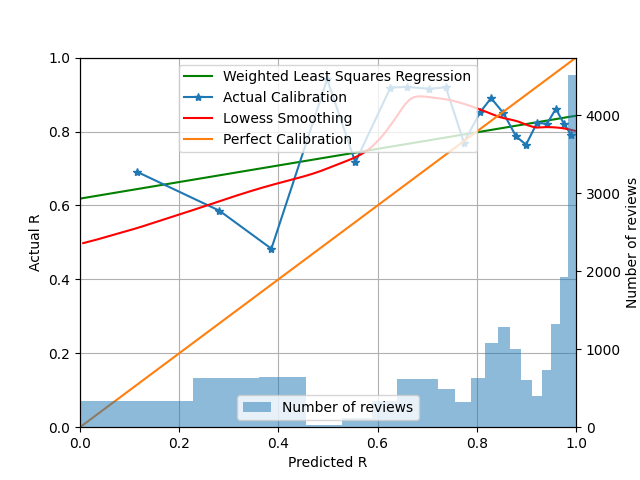 Weighted Least Squares Regression
Actual Calibration
Lowess Smoothing
Perfect Calibration
Number of reviews
1.0
0.8
0.6
0.4
0.2
0.0
Actual R
0.0 0.2 0.4 0.6 0.8 1.0
Predicted R
4000
3000
2000
1000
0
Number of reviews